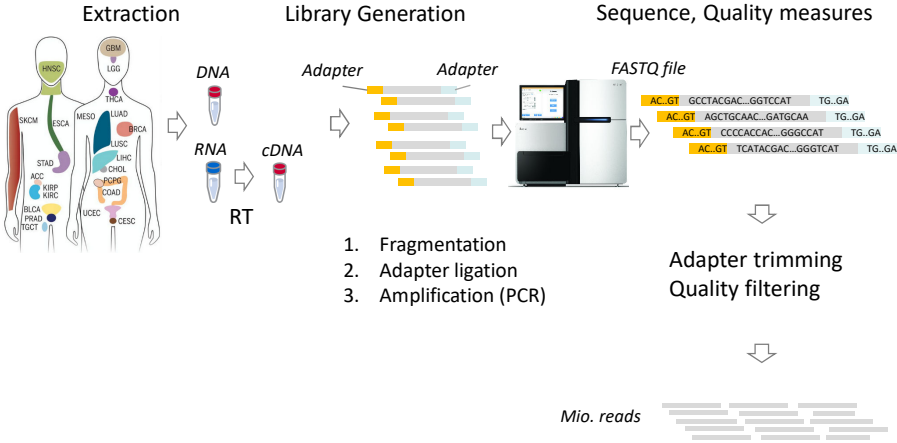 Extraction
Library Generation
Sequence, Quality measures
GBM
HNSC
LGG
THCA
SKCM
ESCA
MESO
LUAD
BRCA
LUSC
STAD
LIHC
CHOL
ACC
PCPG
KIRP
KIRC
COAD
BLCA
UCEC
PRAD
CESC
TGCT
DNA
RNA
cDNA
RT
Adapter
Adapter
1. Fragmentation
2. Adapter ligation
3. Amplification (PCR)
FASTQ file
AC..GT GCCTACGAC...GGTCCAT TG..GA
AC..GT AGCTGCAAC...GATGCAA TG..GA
AC..GT CCCCACCAC...GGGCCAT TG..GA
AC..GT TCATACGAC...GGGTCAT TG..GA
Adapter trimming
Quality filtering
Mio. reads